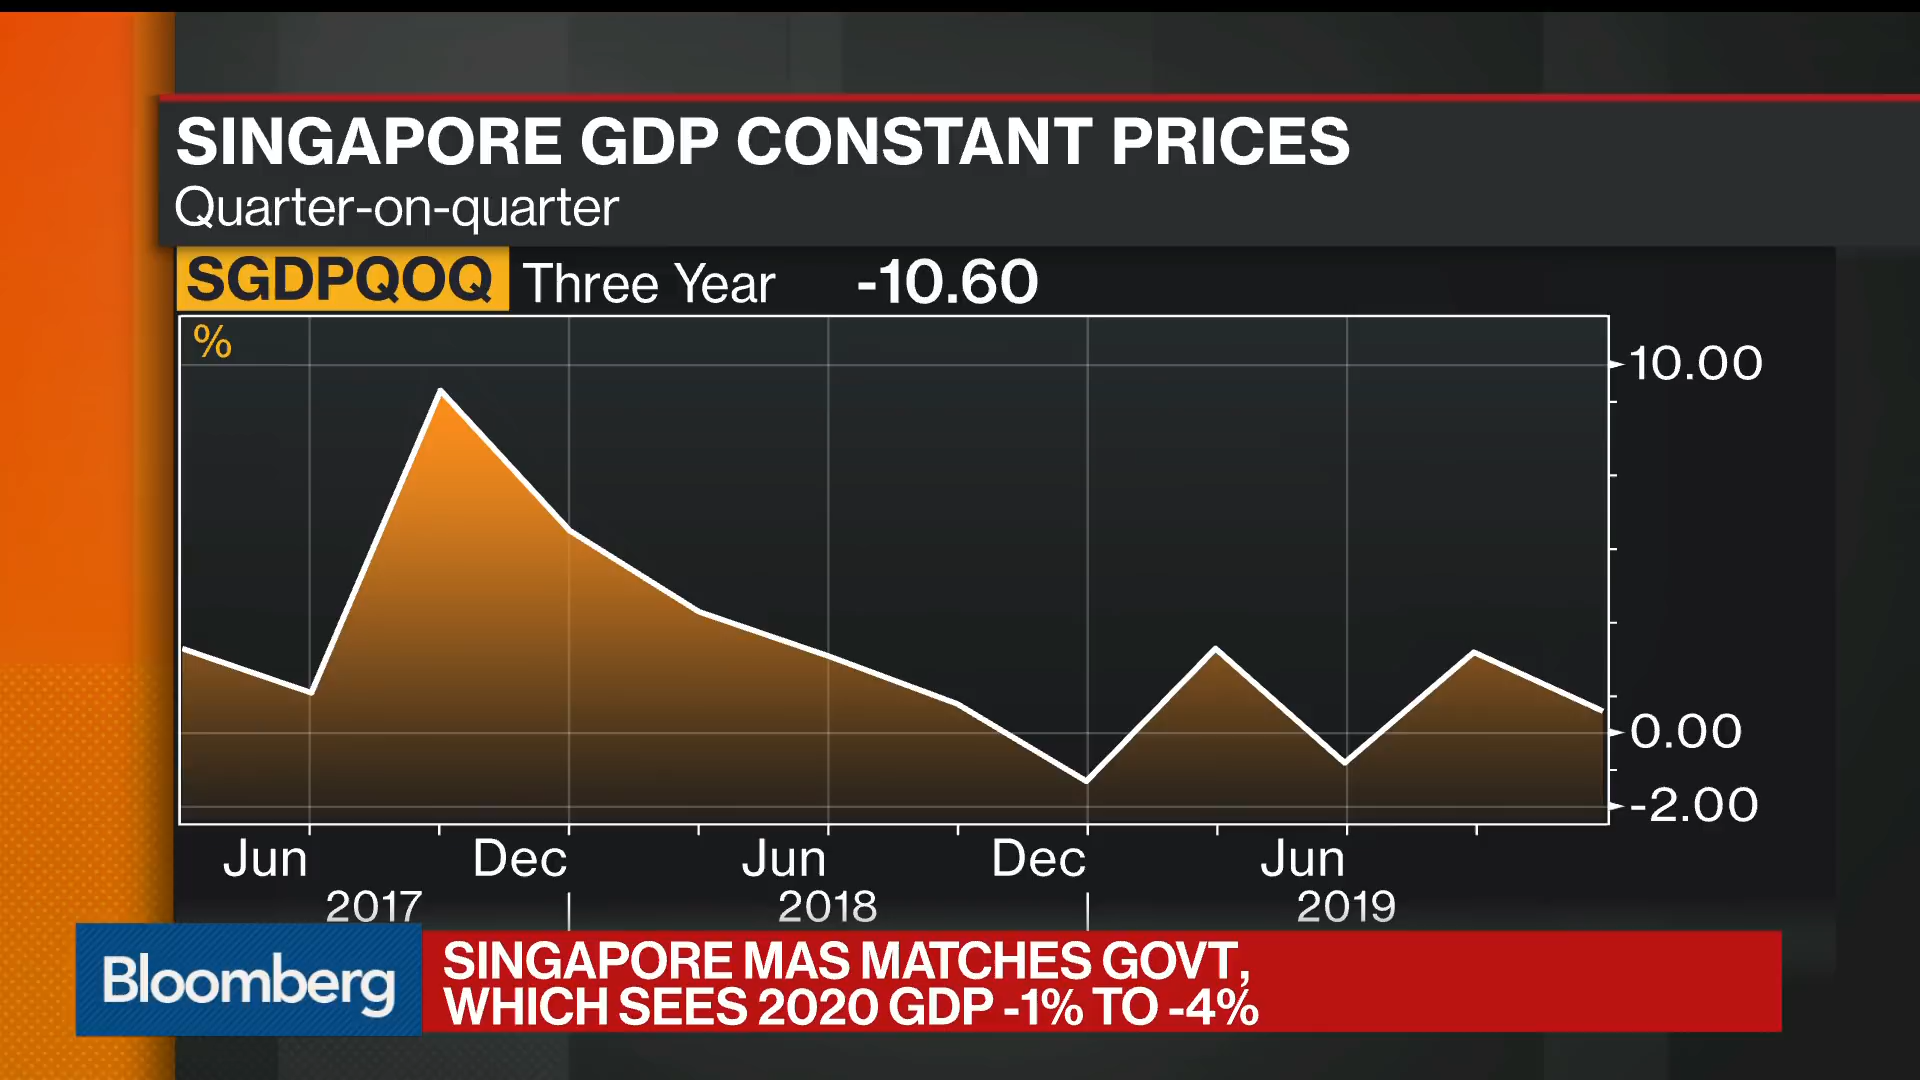 SINGAPORE GDP CONSTANT PRICES
Quarter-on-quarter
SGDPQOQ Three Year -10.60
%
10.00
0.00
-2.00
Jun Dec Jun Dec Jun
2017 2018 2019
Bloomberg
SINGAPORE MAS MATCHES GOVT,
WHICH SEES 2020 GDP -1% TO -4%